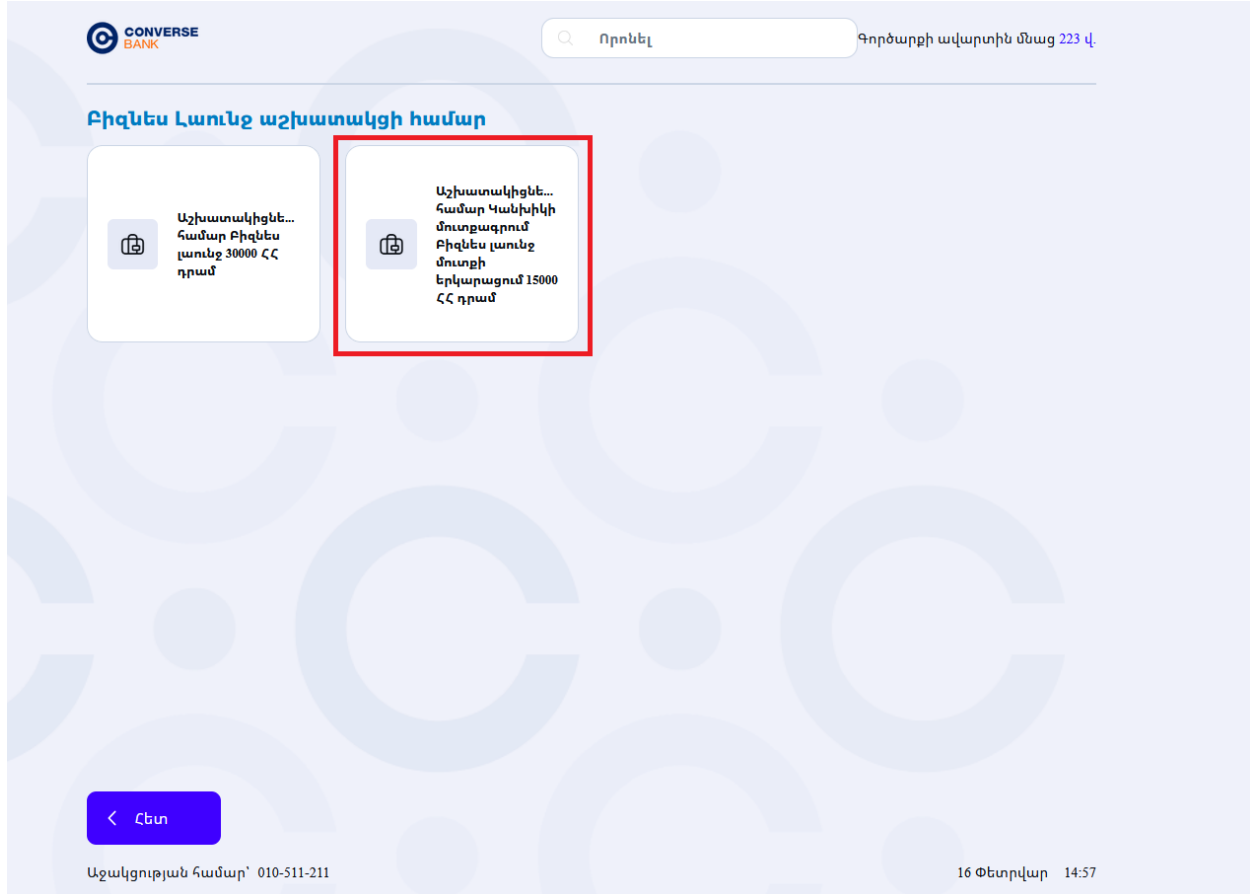 CONVERSE
BANK
Որոնել
Գործարքի ավարտին մնաց 223 վ.
Բիզնես Լաունջ աշխատակցի համար
Աշխատակիցնե...
համար Բիզնես
լաունջ 30000 ՀՀ
դրամ
Աշխատակիցնե...
համար Կանխիկի
մուտքագրում
Բիզնես լաունջ
մուտքի
երկարացում 15000
ՀՀ դրամ
Հետ
Աջակցության համար՝ 010-511-211
16 Փետրվար 14:57